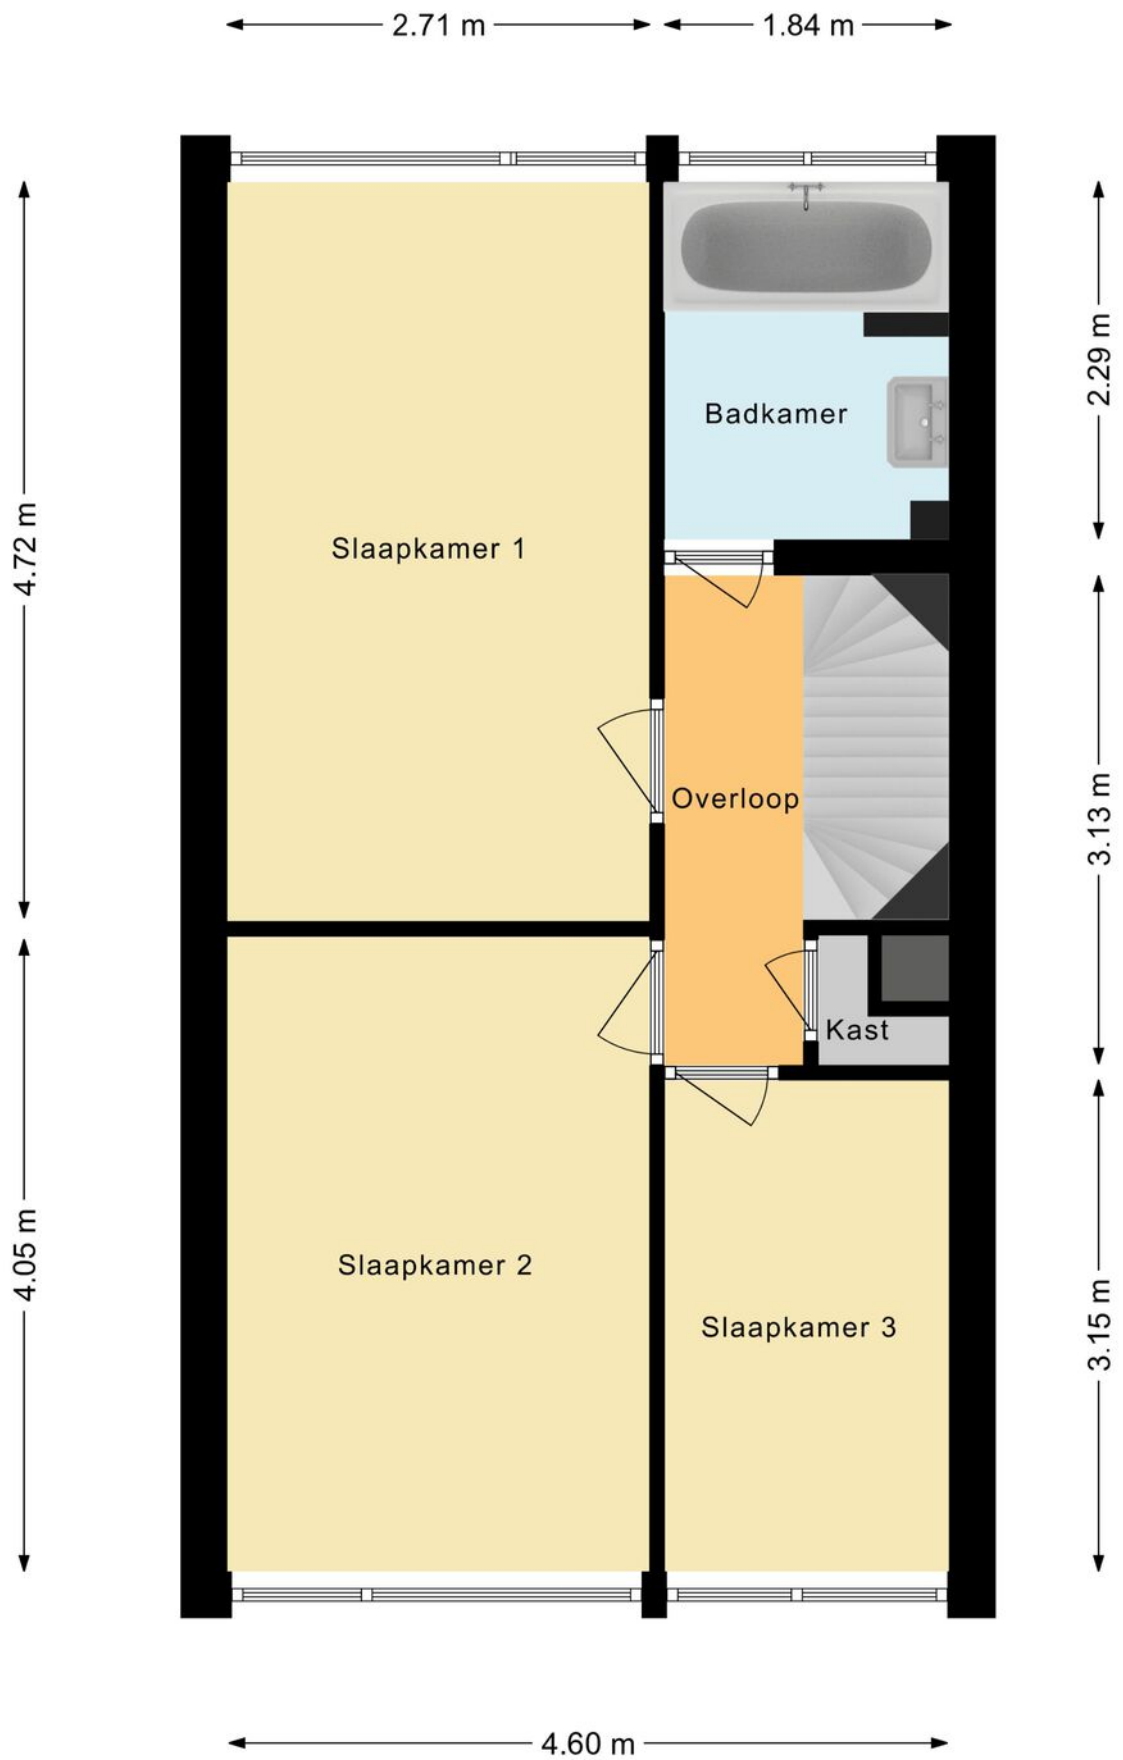 2.71 m
1.84 m
4.72 m
2.29 m
Badkamer
Slaapkamer 1
Overloop
3.13 m
Kast
4.05 m
Slaapkamer 2
Slaapkamer 3
3.15 m
4.60 m